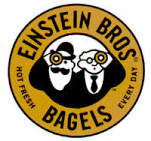 EINSTEIN BROS®
HOT FRESH
EVERY DAY
BAGELS